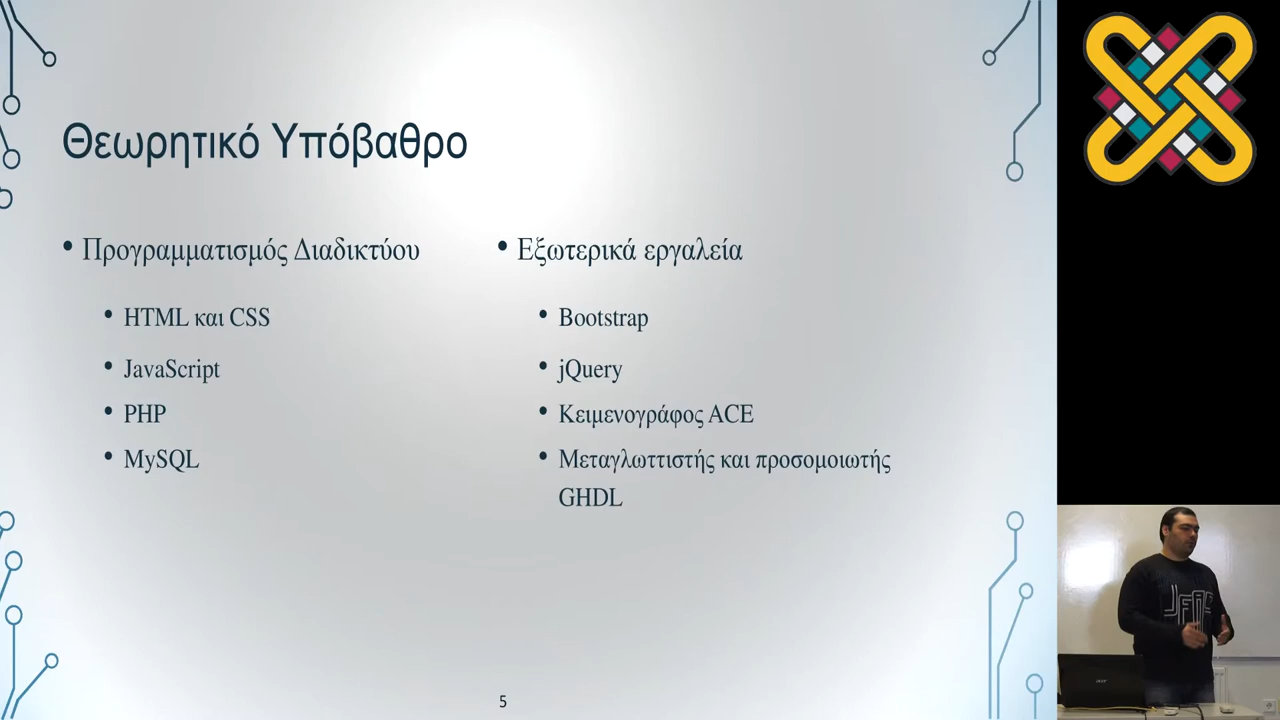 Θεωρητικό Υπόβαθρο
• Προγραμματισμός Διαδικτύου
• HTML και CSS
• JavaScript
• PHP
• MySQL
• Εξωτερικά εργαλεία
• Bootstrap
• jQuery
• Κειμενογράφος ACE
• Μεταγλωττιστής και προσομοιωτής
GHDL
5
acer